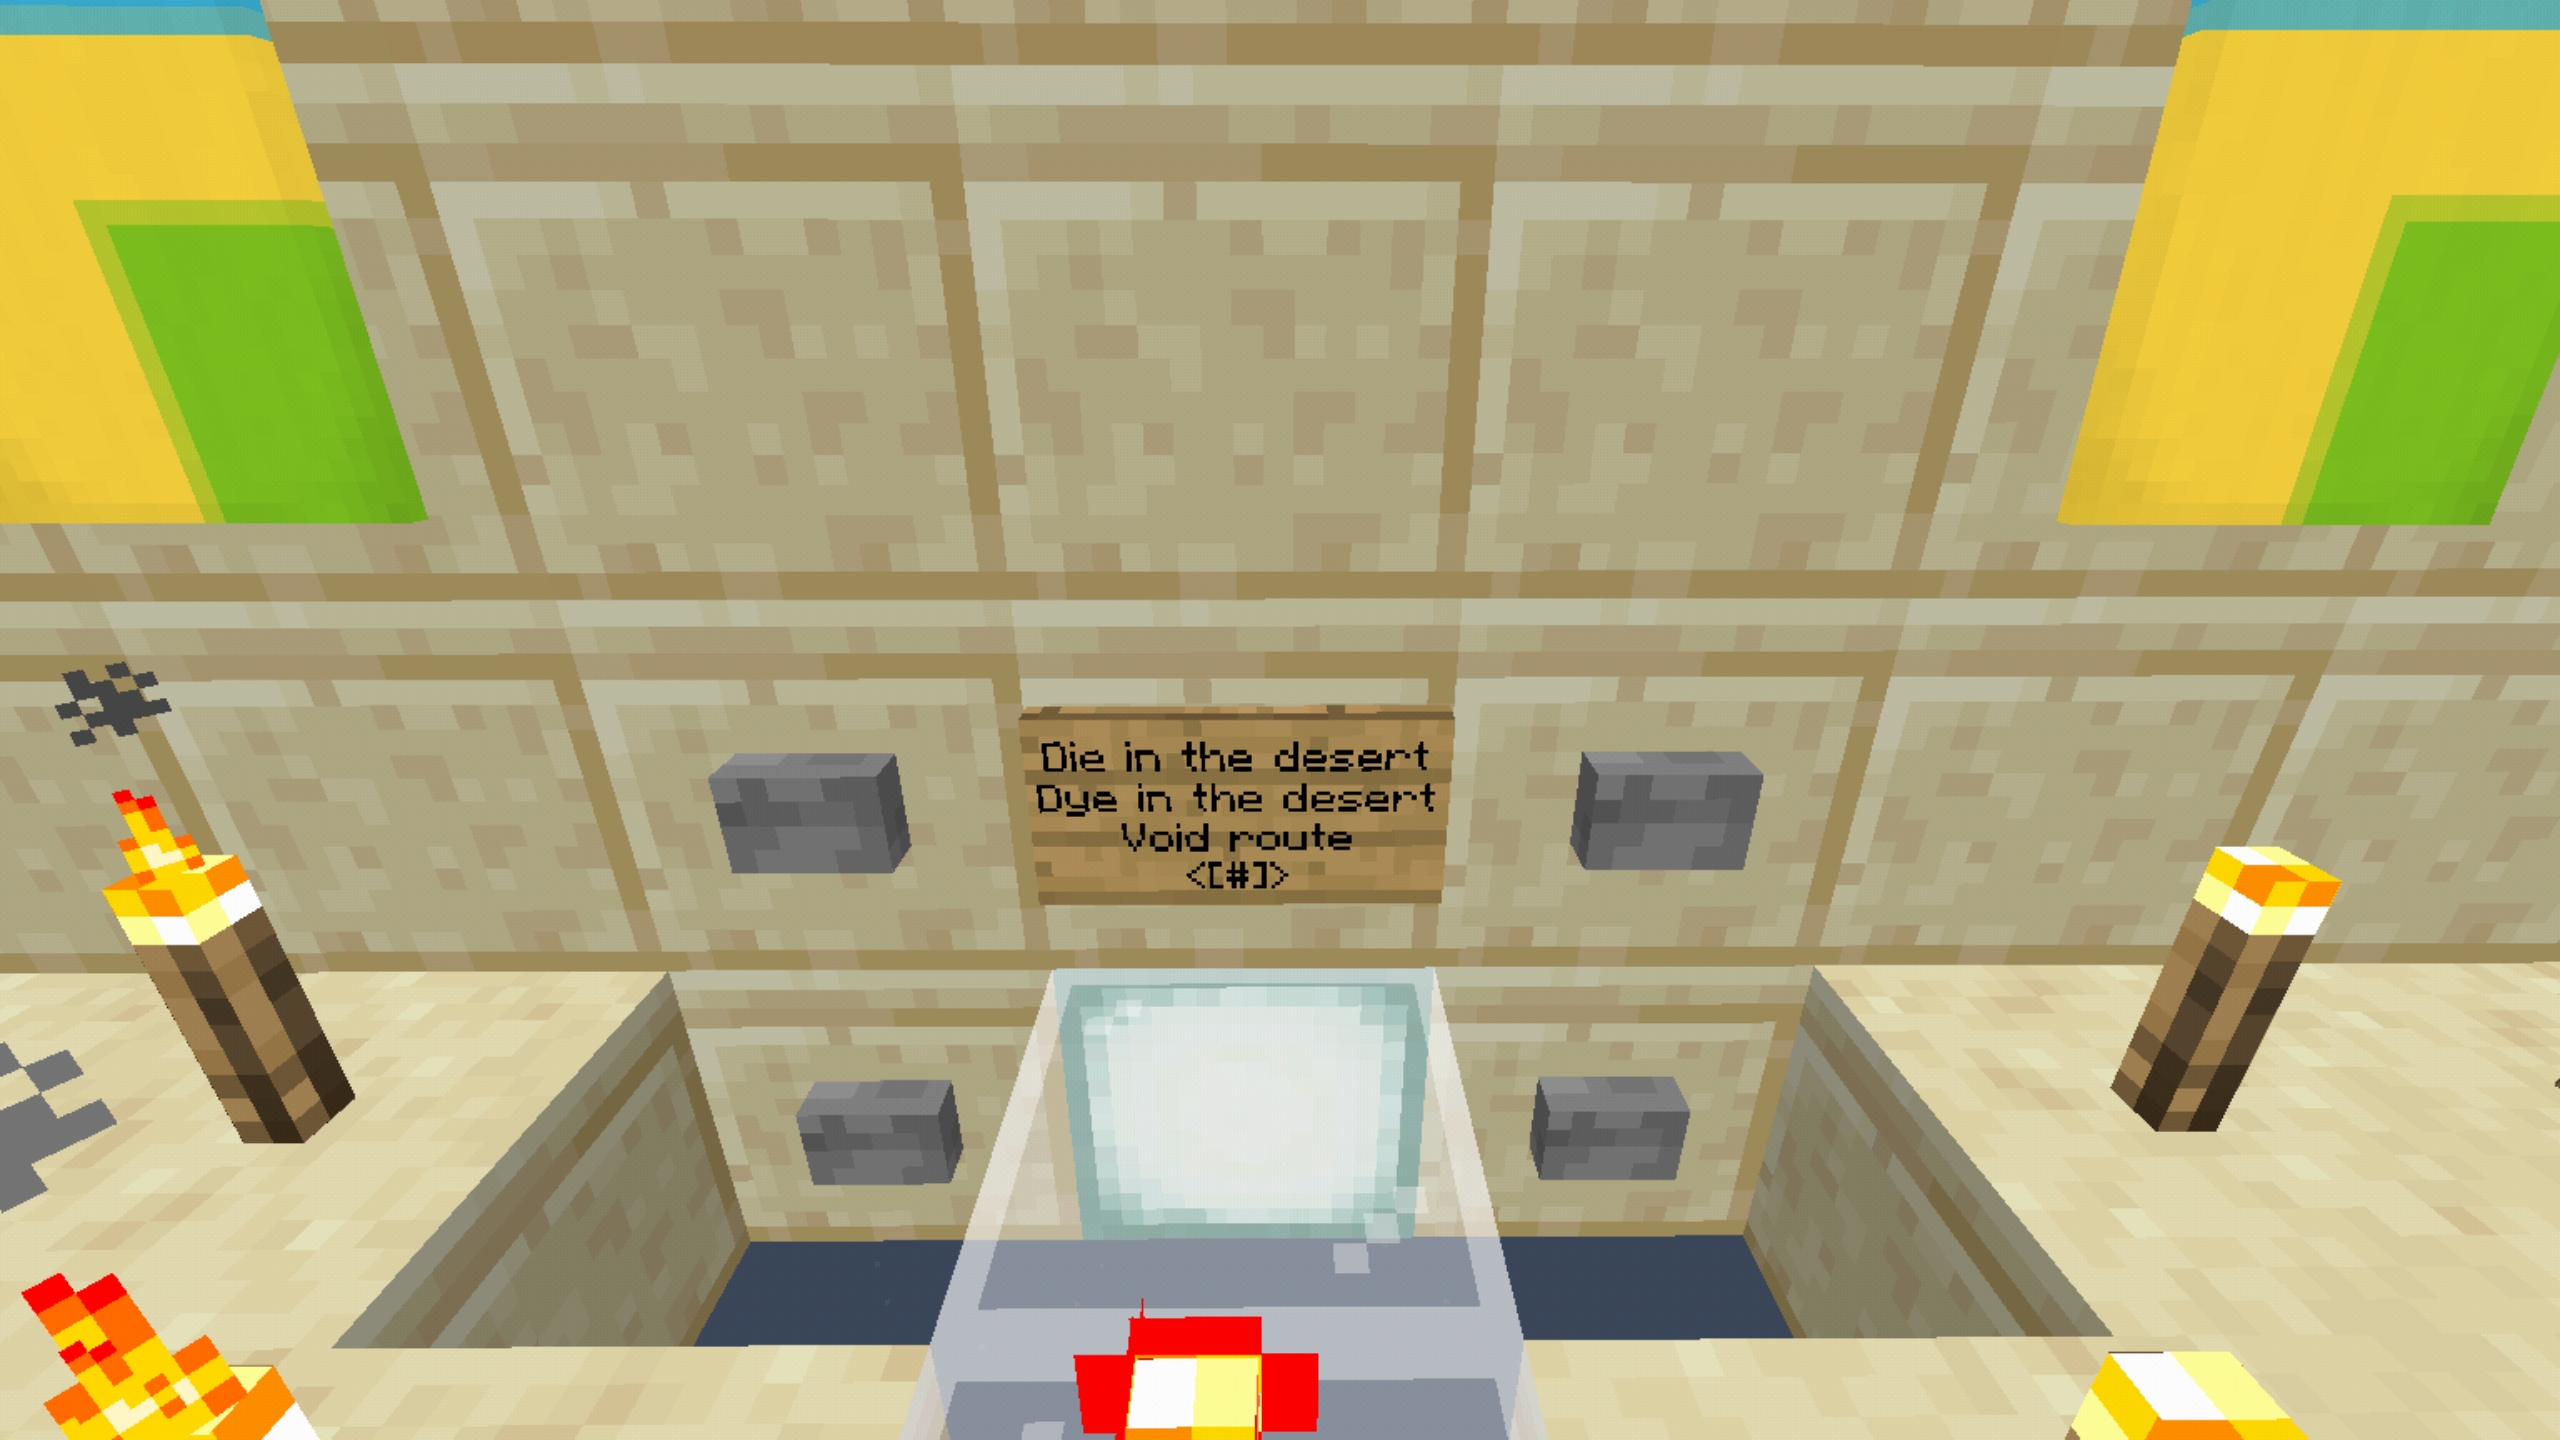 Die in the desert
Dye in the desert
Void route
<[#]>